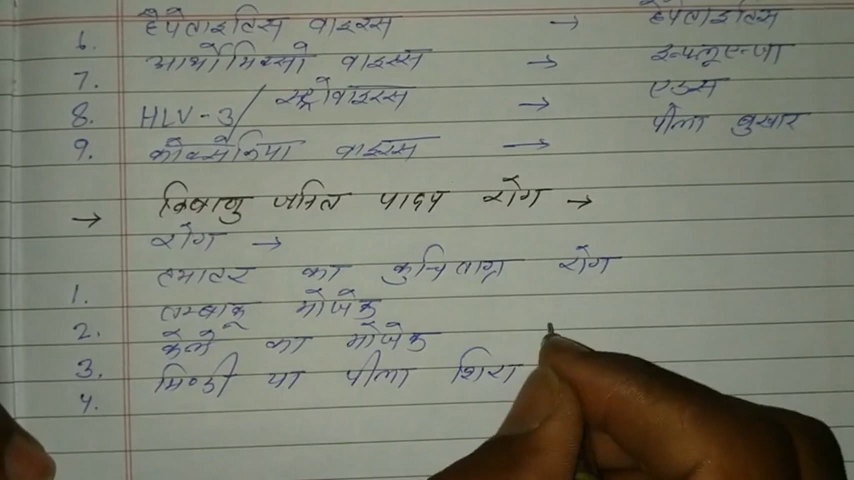 6. हैपेताइटिस वाइरस → हैपेताइटिस
7. आर्थोमिक्सो वाइरस → इन्फ्लूएन्जा
8. HLV-3/ रेट्रोवाइरस → एड्स
9. कॉक्सेकिया वाइरस → पीला बुखार
→ विषाणु जनित पादप रोग →
रोग →
1. टमाटर का कुन्चिताग्र रोग
2. तम्बाकू मोजेक
3. केले का मोजेक
4. भिण्डी या पीला शिरा